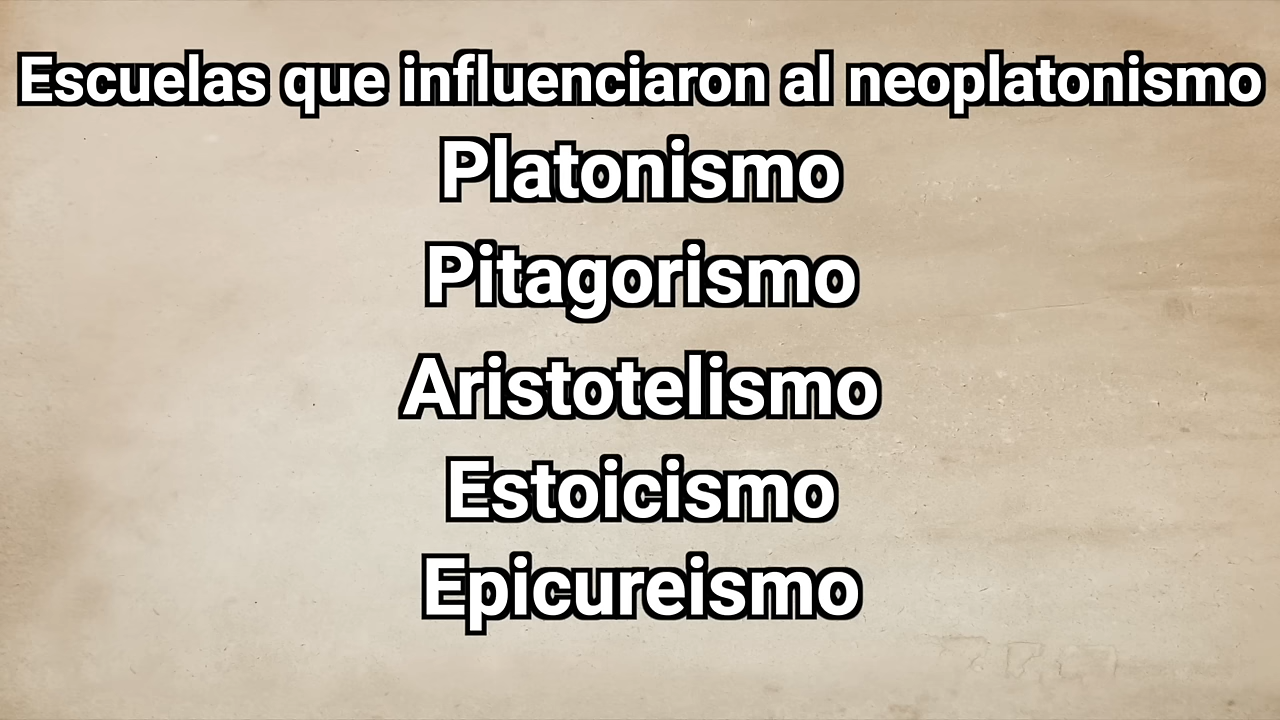 Escuelas que influenciaron al neoplatonismo
Platonismo
Pitagorismo
Aristotelismo
Estoicismo
Epicureismo